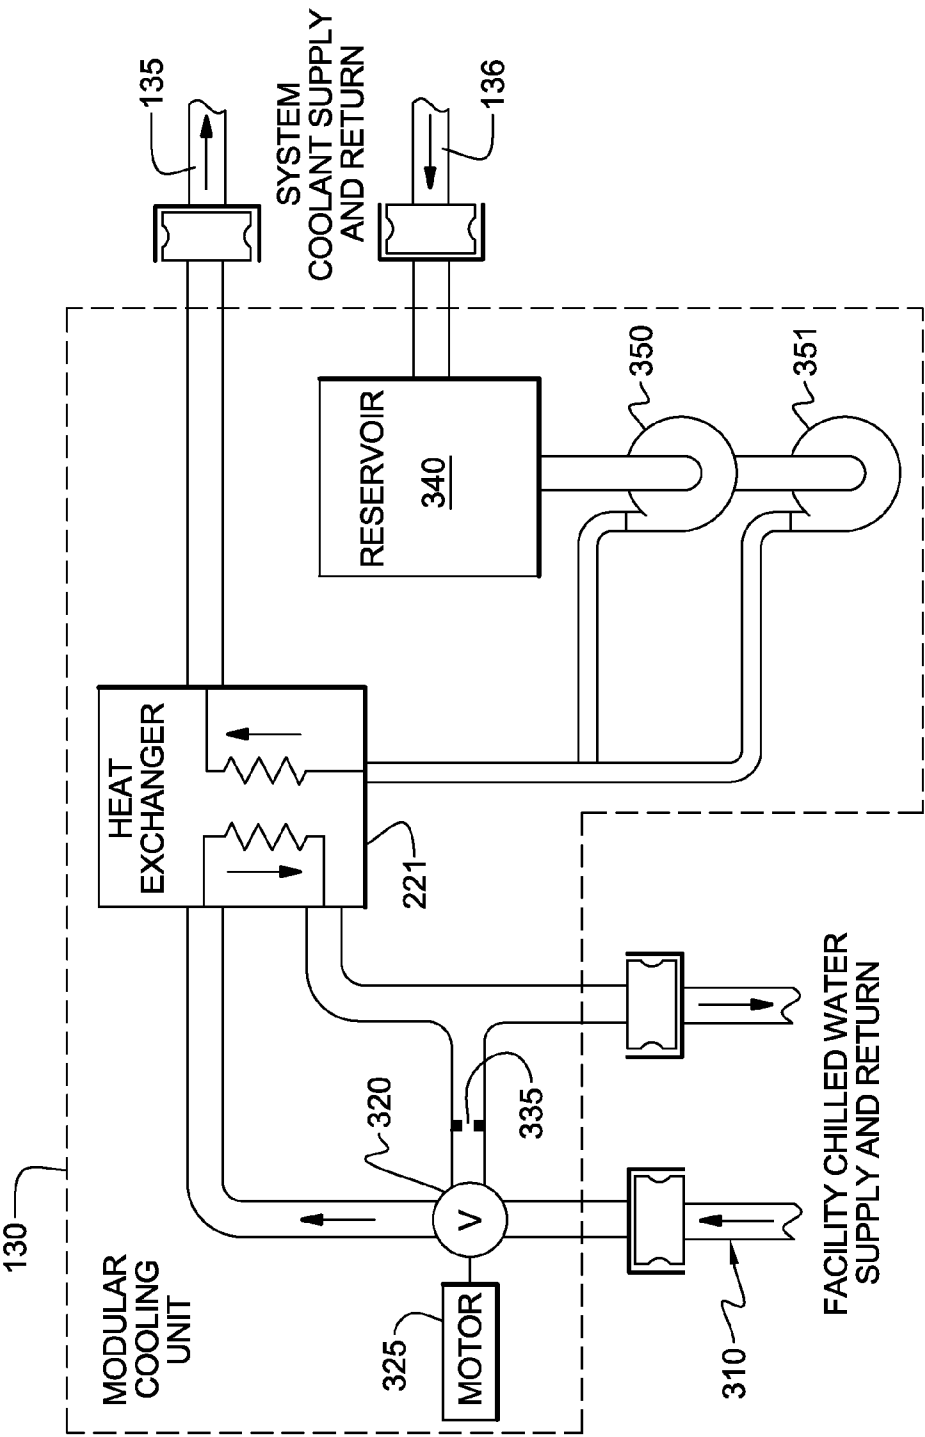 130
MODULAR
COOLING
UNIT
HEAT
EXCHANGER
221
135
SYSTEM
COOLANT SUPPLY
AND RETURN
136
RESERVOIR
340
350
351
320
V
335
325
MOTOR
310
FACILITY CHILLED WATER
SUPPLY AND RETURN